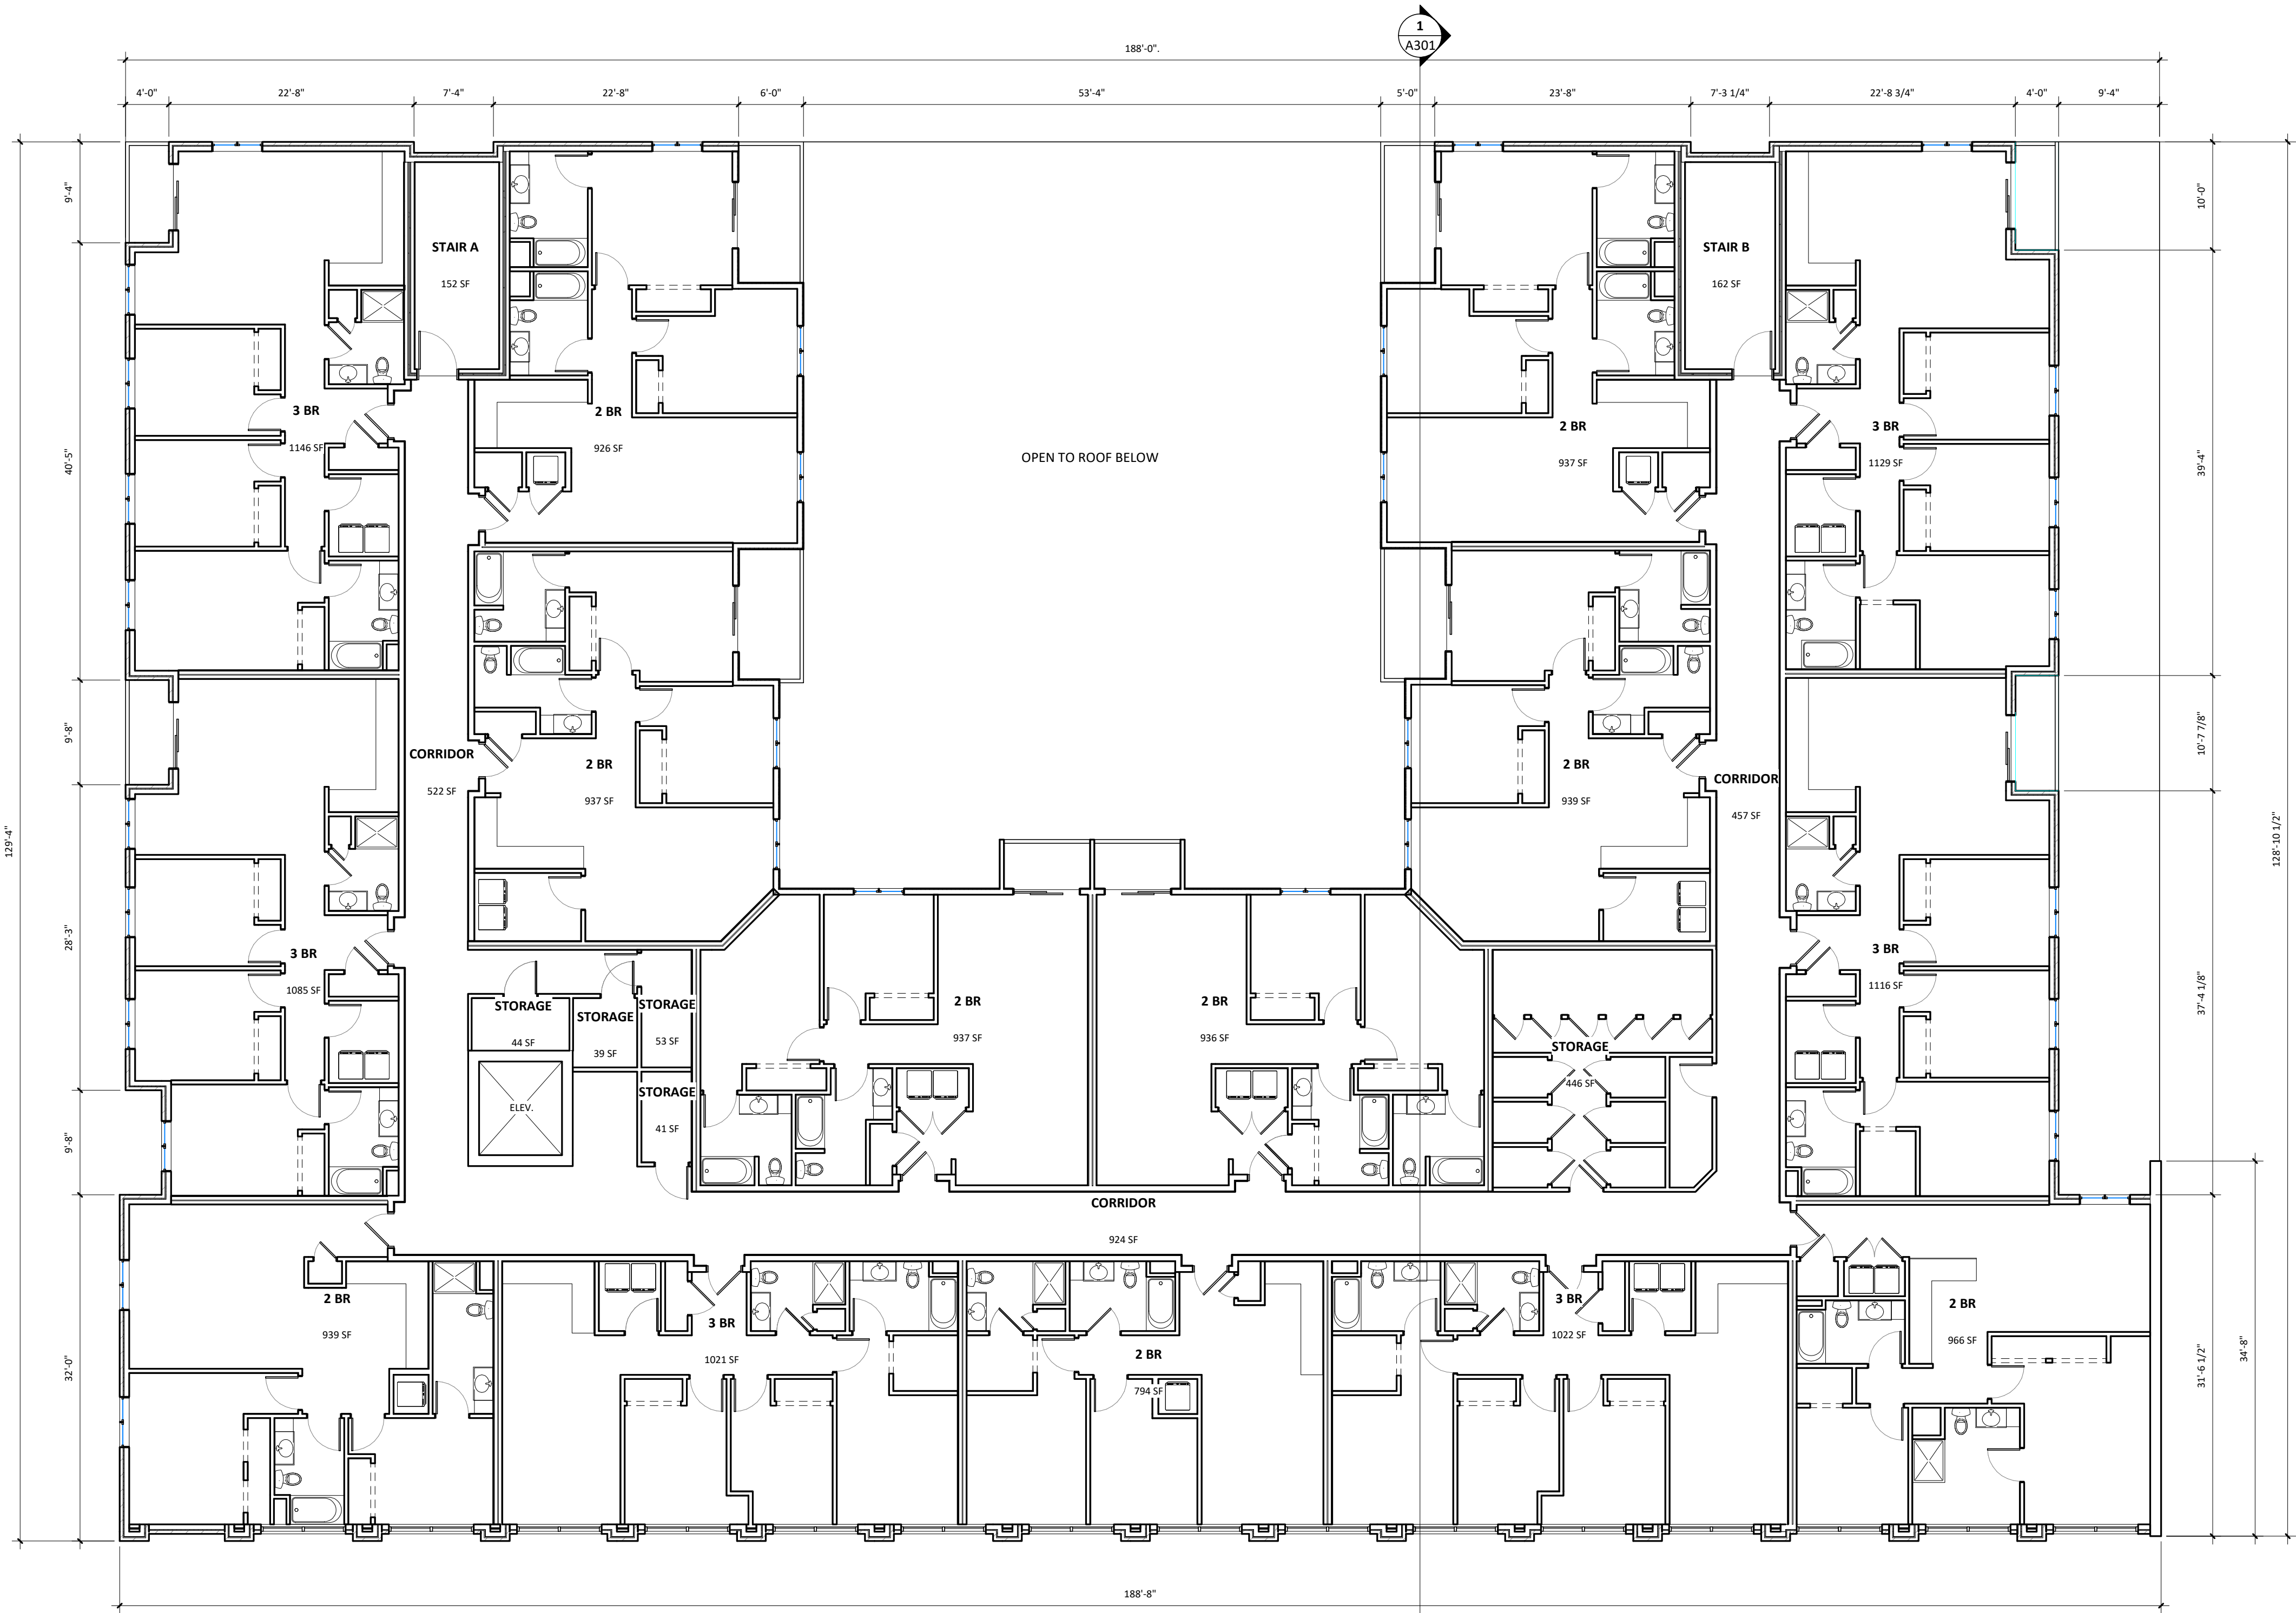 1
A301
188'-0".
4'-0"
22'-8"
7'-4"
22'-8"
6'-0"
53'-4"
5'-0"
23'-8"
7'-3 1/4"
22'-8 3/4"
4'-0"
9'-4"
9'-4"
40'-5"
9'-8"
28'-3"
9'-8"
32'-0"
129'-4"
10'-0"
39'-4"
10'-7 7/8"
37'-4 1/8"
31'-6 1/2"
34'-8"
128'-10 1/2"
STAIR A
152 SF
STAIR B
162 SF
3 BR
1146 SF
2 BR
926 SF
OPEN TO ROOF BELOW
2 BR
937 SF
3 BR
1129 SF
CORRIDOR
522 SF
2 BR
937 SF
2 BR
939 SF
CORRIDOR
457 SF
3 BR
1085 SF
STORAGE
44 SF
STORAGE
39 SF
STORAGE
53 SF
2 BR
937 SF
2 BR
936 SF
STORAGE
446 SF
3 BR
1116 SF
ELEV.
STORAGE
41 SF
CORRIDOR
924 SF
2 BR
939 SF
3 BR
1021 SF
2 BR
794 SF
3 BR
1022 SF
2 BR
966 SF
188'-8"